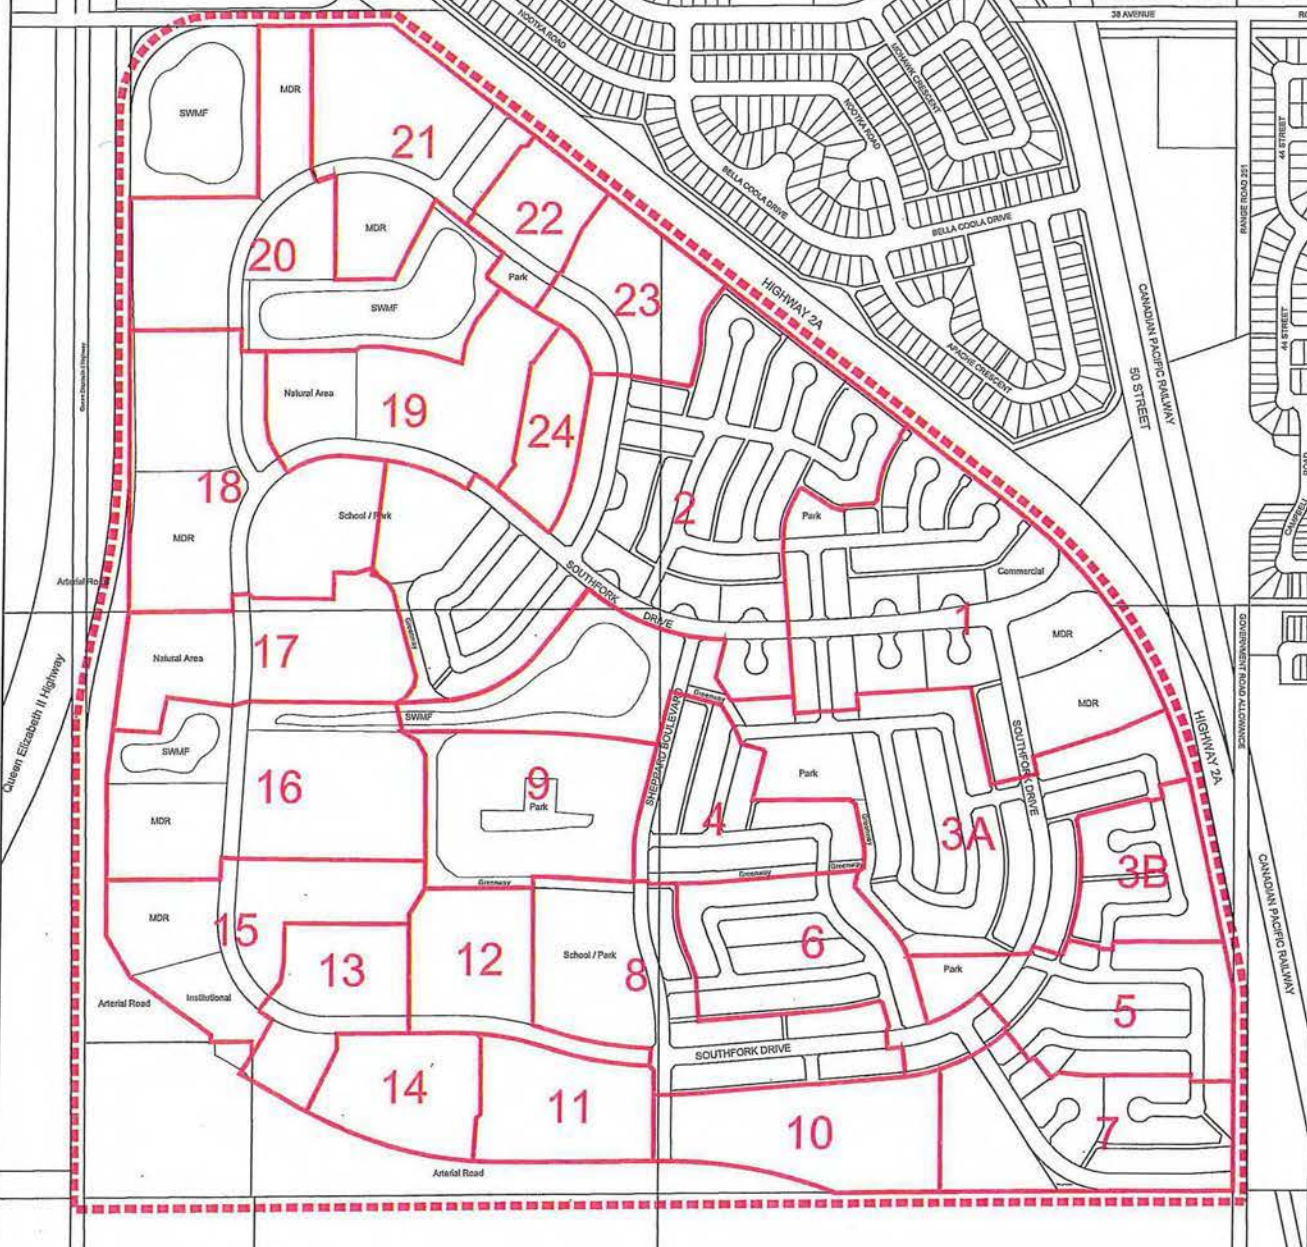 38 AVENUE
NOOTKA ROAD
MOHAWK CRESCENT
MDR
SWMF
NOOTKA ROAD
44 STREET
21
BELLA COOLA DRIVE
RANGE ROAD 251
22
MDR
BELLA COOLA DRIVE
20
Park
HIGHWAY 2A
23
SWMF
CANADIAN PACIFIC RAILWAY
44 STREET
APACHE CRESCENT
50 STREET
Natural Area
19
24
ROAD
18
School / Park
2
Park
CAMPBELL
MDR
Arterial Road
SOUTHFORK
Commercial
DRIVE
1
MDR
GOVERNMENT ROAD ALLOWANCE
Greenway
17
Natural Area
Queen Elizabeth II Highway
Greenway
MDR
SWMF
SHEPPARD BOULEVARD
SOUTHFORK DRIVE
HIGHWAY 2A
SWMF
16
9
Park
Park
4
MDR
Greenway
3A
3B
Greenway
Greenway
Greenway
CANADIAN PACIFIC RAILWAY
MDR
15
13
12
School / Park
8
6
Park
Arterial Road
Institutional
5
SOUTHFORK DRIVE
14
11
10
7
Arterial Road